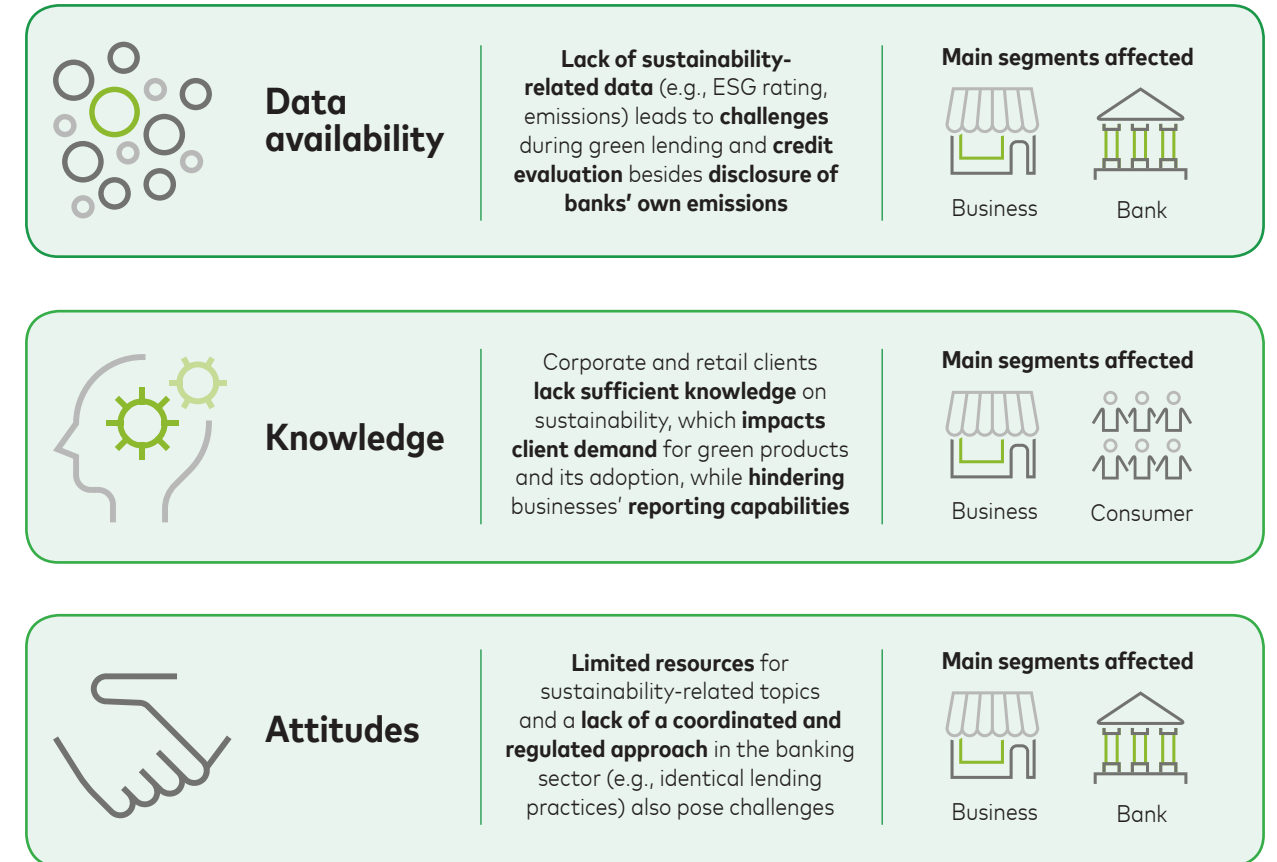 Data
availability
Lack of sustainability-
related data (e.g., ESG rating,
emissions) leads to challenges
during green lending and credit
evaluation besides disclosure of
banks’ own emissions
Main segments affected
Business
Bank
Knowledge
Corporate and retail clients
lack sufficient knowledge on
sustainability, which impacts
client demand for green products
and its adoption, while hindering
businesses’ reporting capabilities
Main segments affected
Business
Consumer
Attitudes
Limited resources for
sustainability-related topics
and a lack of a coordinated and
regulated approach in the banking
sector (e.g., identical lending
practices) also pose challenges
Main segments affected
Business
Bank